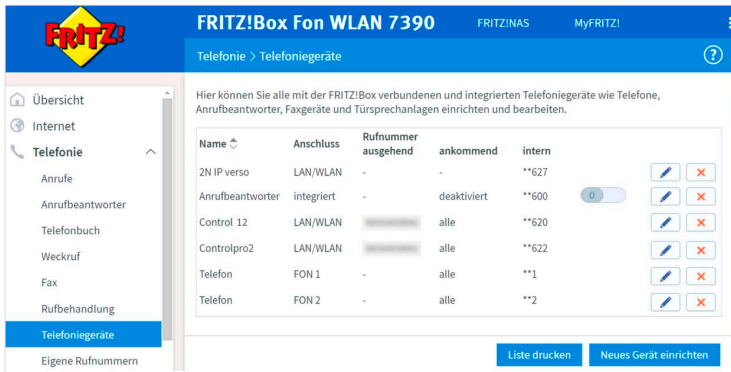 FRITZ!
FRITZ!Box Fon WLAN 7390
FRITZ!NAS
MyFRITZ!
Telefonie > Telefoniegeräte
?
Übersicht
Internet
Telefonie
Anrufe
Anrufbeantworter
Telefonbuch
Weckruf
Fax
Rufbehandlung
Telefoniegeräte
Eigene Rufnummern
Hier können Sie alle mit der FRITZ!Box verbundenen und integrierten Telefoniegeräte wie Telefone,
Anrufbeantworter, Faxgeräte und Türsprechanlagen einrichten und bearbeiten.
Name Anschluss Rufnummer ausgehend ankommend intern
2N IP verso LAN/WLAN - - **627
Anrufbeantworter integriert - deaktiviert **600 0
Control 12 LAN/WLAN alle **620
Controlpro2 LAN/WLAN alle **622
Telefon FON 1 - alle **1
Telefon FON 2 - alle **2
Liste drucken
Neues Gerät einrichten